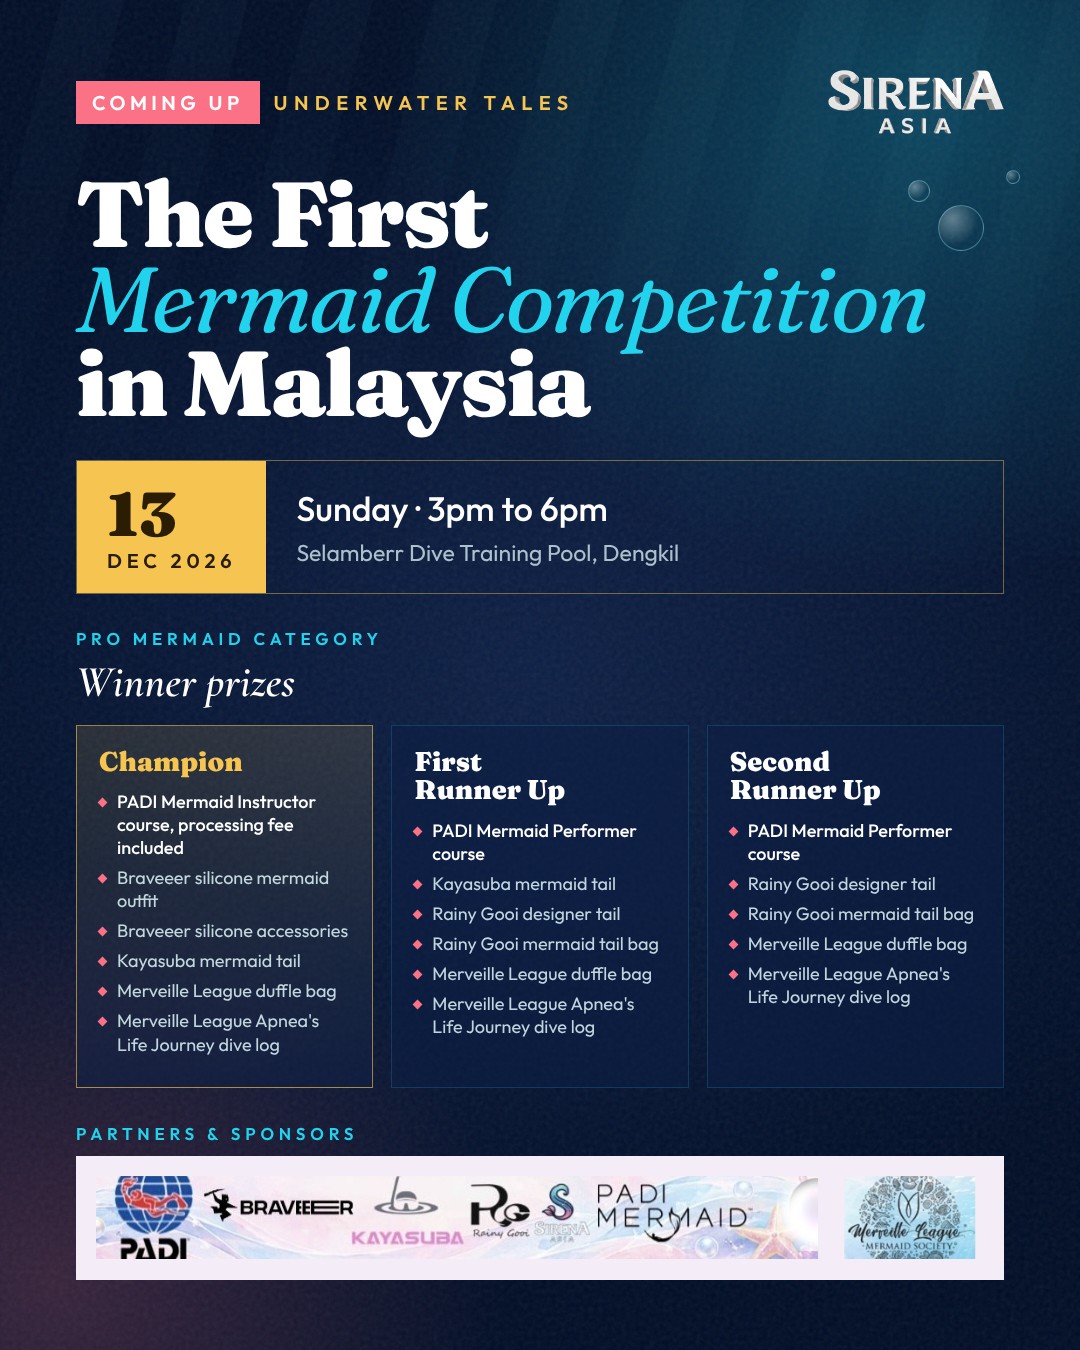 COMING UP UNDERWATER TALES
SIRENA
ASIA
The First
Mermaid Competition
in Malaysia
13
DEC 2026
Sunday · 3pm to 6pm
Selamberr Dive Training Pool, Dengkil
PRO MERMAID CATEGORY
Winner prizes
Champion
PADI Mermaid Instructor
course, processing fee
included
Braveeer silicone mermaid
outfit
Braveeer silicone accessories
Kayasuba mermaid tail
Merveille League duffle bag
Merveille League Apnea's
Life Journey dive log
First
Runner Up
PADI Mermaid Performer
course
Kayasuba mermaid tail
Rainy Gooi designer tail
Rainy Gooi mermaid tail bag
Merveille League duffle bag
Merveille League Apnea's
Life Journey dive log
Second
Runner Up
PADI Mermaid Performer
course
Rainy Gooi designer tail
Rainy Gooi mermaid tail bag
Merveille League duffle bag
Merveille League Apnea's
Life Journey dive log
PARTNERS & SPONSORS
PADI
BRAVEEER
KAYASUBA
RG
Rainy Gooi
SIRENA
ASIA
PADI
MERMAID™
Merveille League
MERMAID SOCIETY